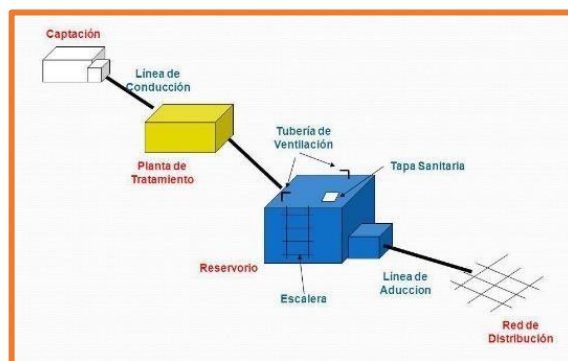 Captación
Línea de
Conducción
Planta de
Tratamiento
Tubería de
Ventilación
Tapa Sanitaria
Reservorio
Escalera
Línea de
Aduccion
Red de
Distribución